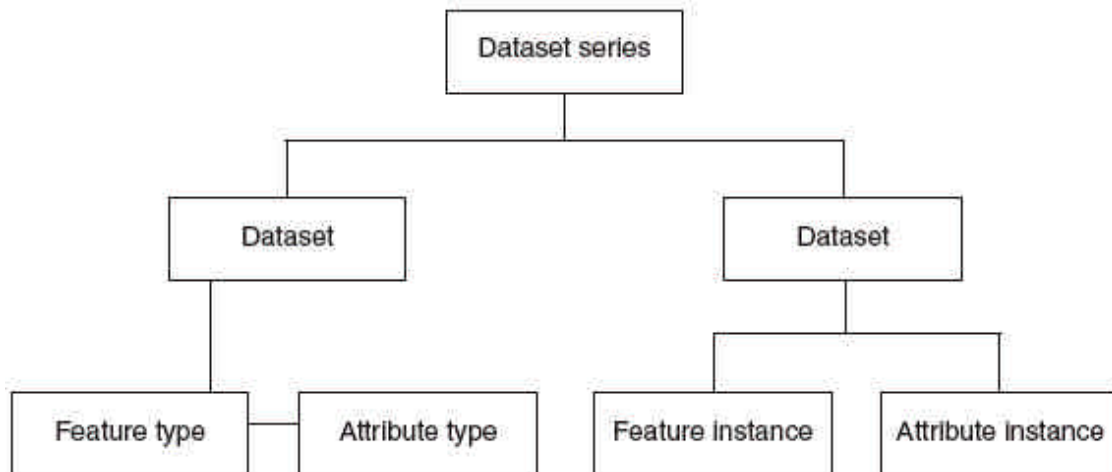 Dataset series
Dataset
Dataset
Feature type
Attribute type
Feature instance
Attribute instance